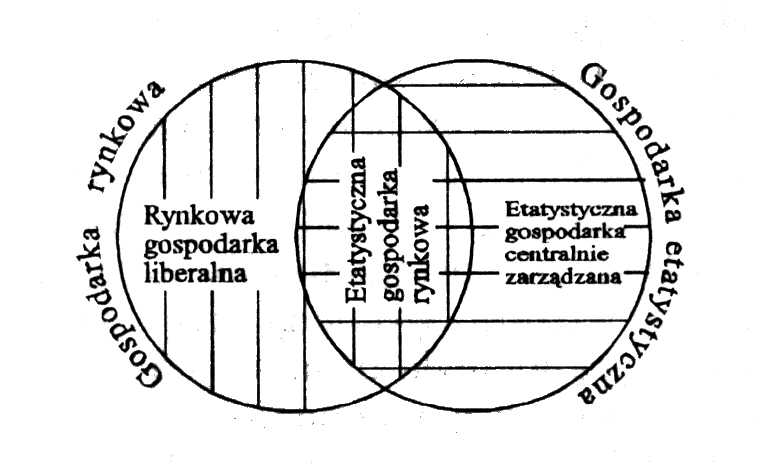 Gospodarka rynkowa
Gospodarka etatystyczna
Rynkowa
gospodarka
liberalna
Etatystyczna
gospodarka
rynkowa
Etatystyczna
gospodarka
centralnie
zarządzana